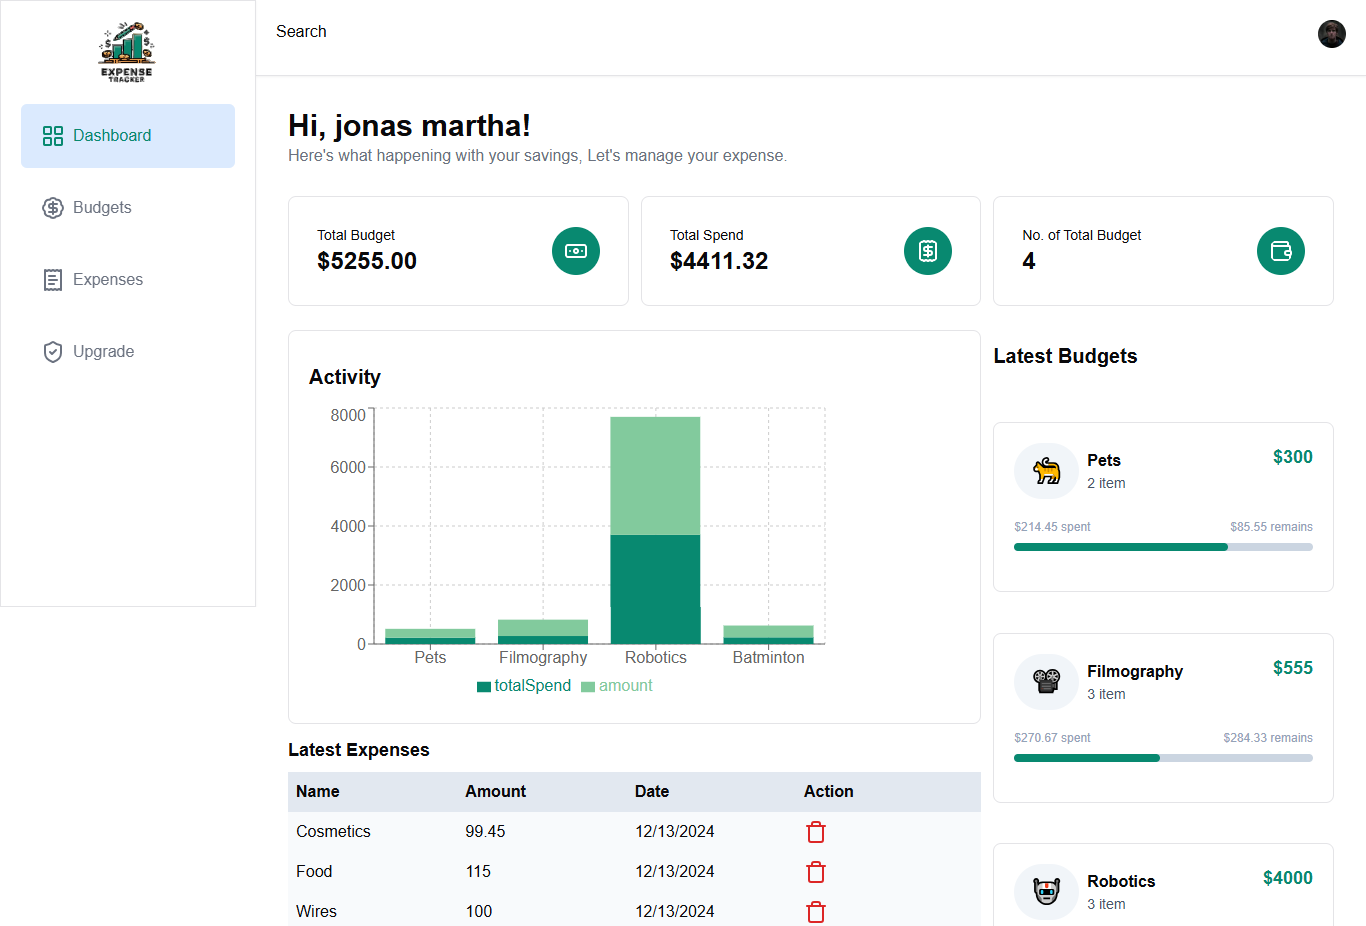 EXPENSE
TRACKER
Search
Dashboard
Budgets
Expenses
Upgrade
Hi, jonas martha!
Here's what happening with your savings, Let's manage your expense.
Total Budget
$5255.00
Total Spend
$4411.32
No. of Total Budget
4
Activity
8000
6000
4000
2000
0
Pets Filmography Robotics Batminton
totalSpend amount
Latest Expenses
Name Amount Date Action
Cosmetics 99.45 12/13/2024
Food 115 12/13/2024
Wires 100 12/13/2024
Latest Budgets
Pets $300
2 item
$214.45 spent $85.55 remains
Filmography $555
3 item
$270.67 spent $284.33 remains
Robotics $4000
3 item